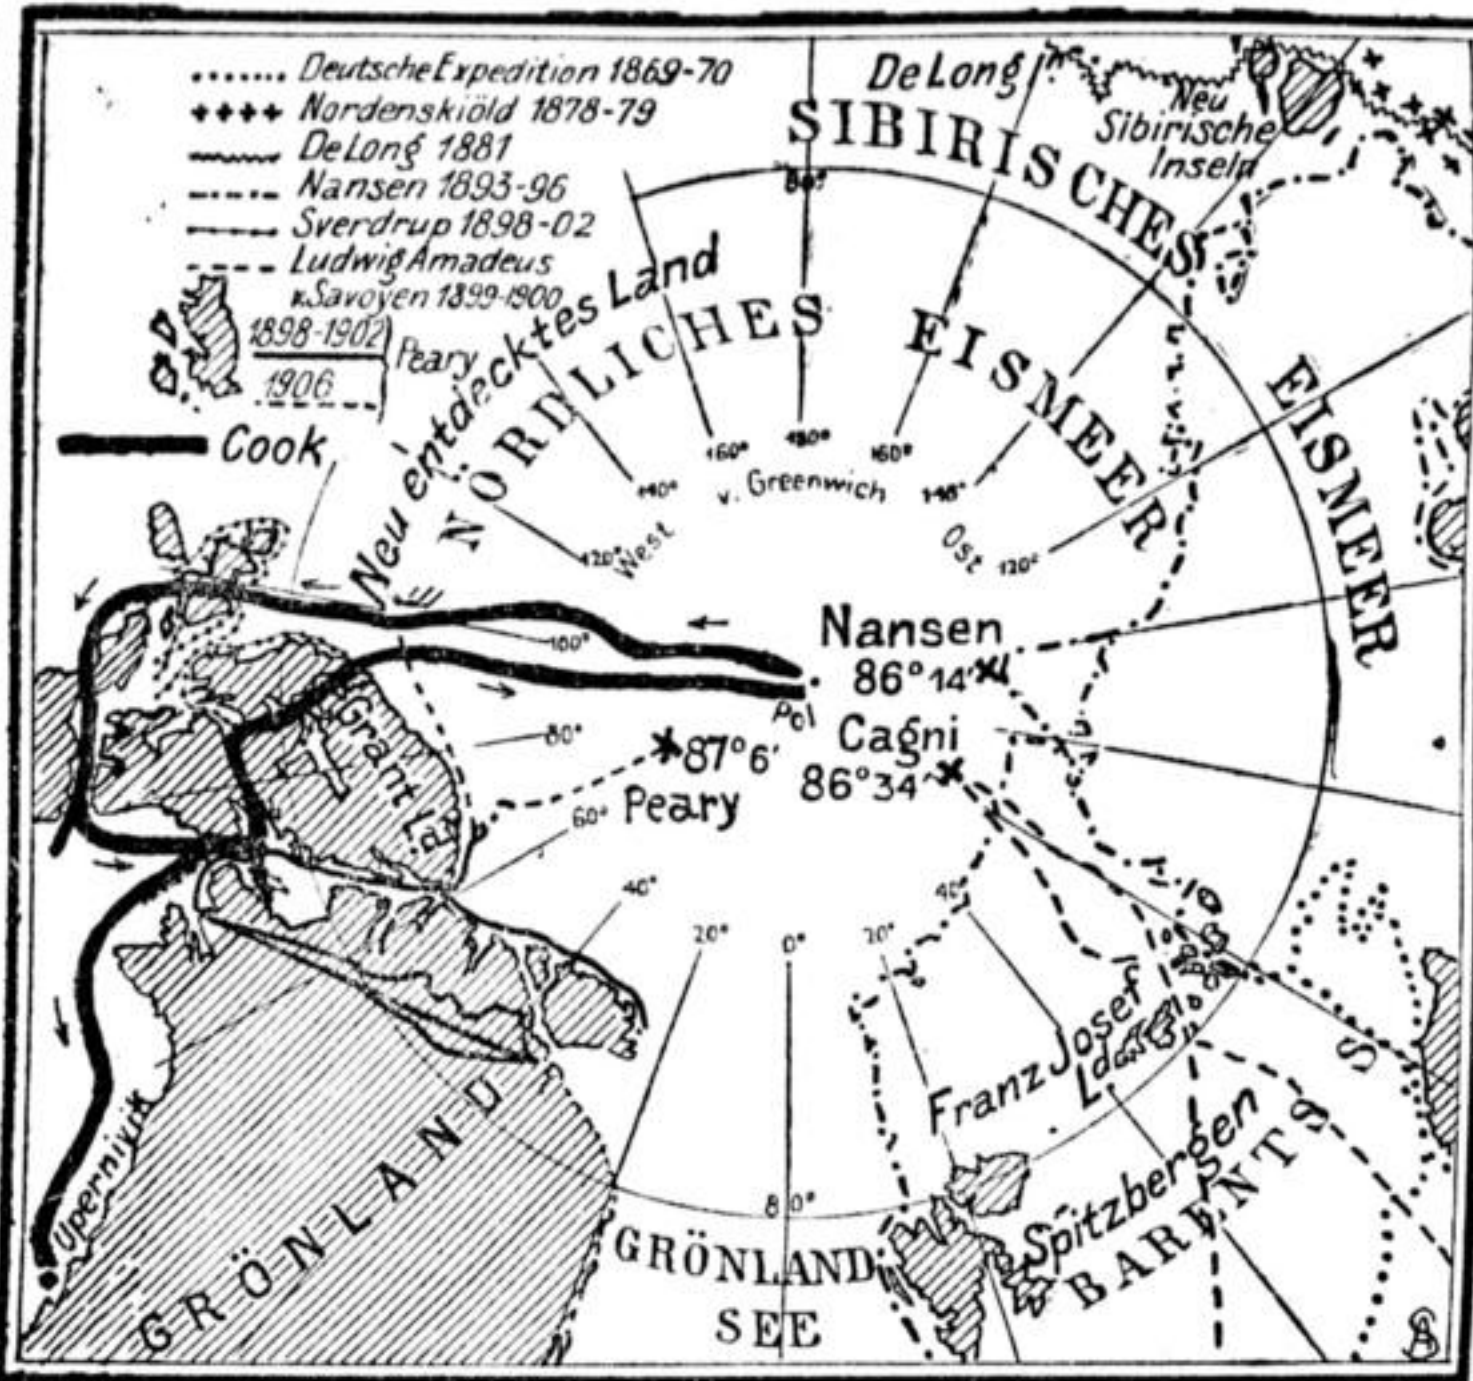 Deutsche Expedition 1869-70
Nordenskiöld 1878-79
DeLong 1881
Nansen 1893-96
Sverdrup 1898-02
Ludwig Amadeus
v.Savoyen 1899-1900
1898-1902
Peary
1906
Cook
De Long
Neu
Sibirische
Inseln
SIBIRISCHES
EISMEER
80°
Neu entdecktes Land
NÖRDLICHES EISMEER
160° 180° 160°
140° v. Greenwich 140°
120° West Ost 120°
100°
Nansen
86°14'
Pol
Cagni
86°34'
80°
87°6'
Peary
60°
Grant Ld.
40° 40°
20° 0° 20°
Franz Josef
Ld.
80°
Spitzbergen
BARENTS S
Upernivik
GRÖNLAND
GRÖNLAND
SEE